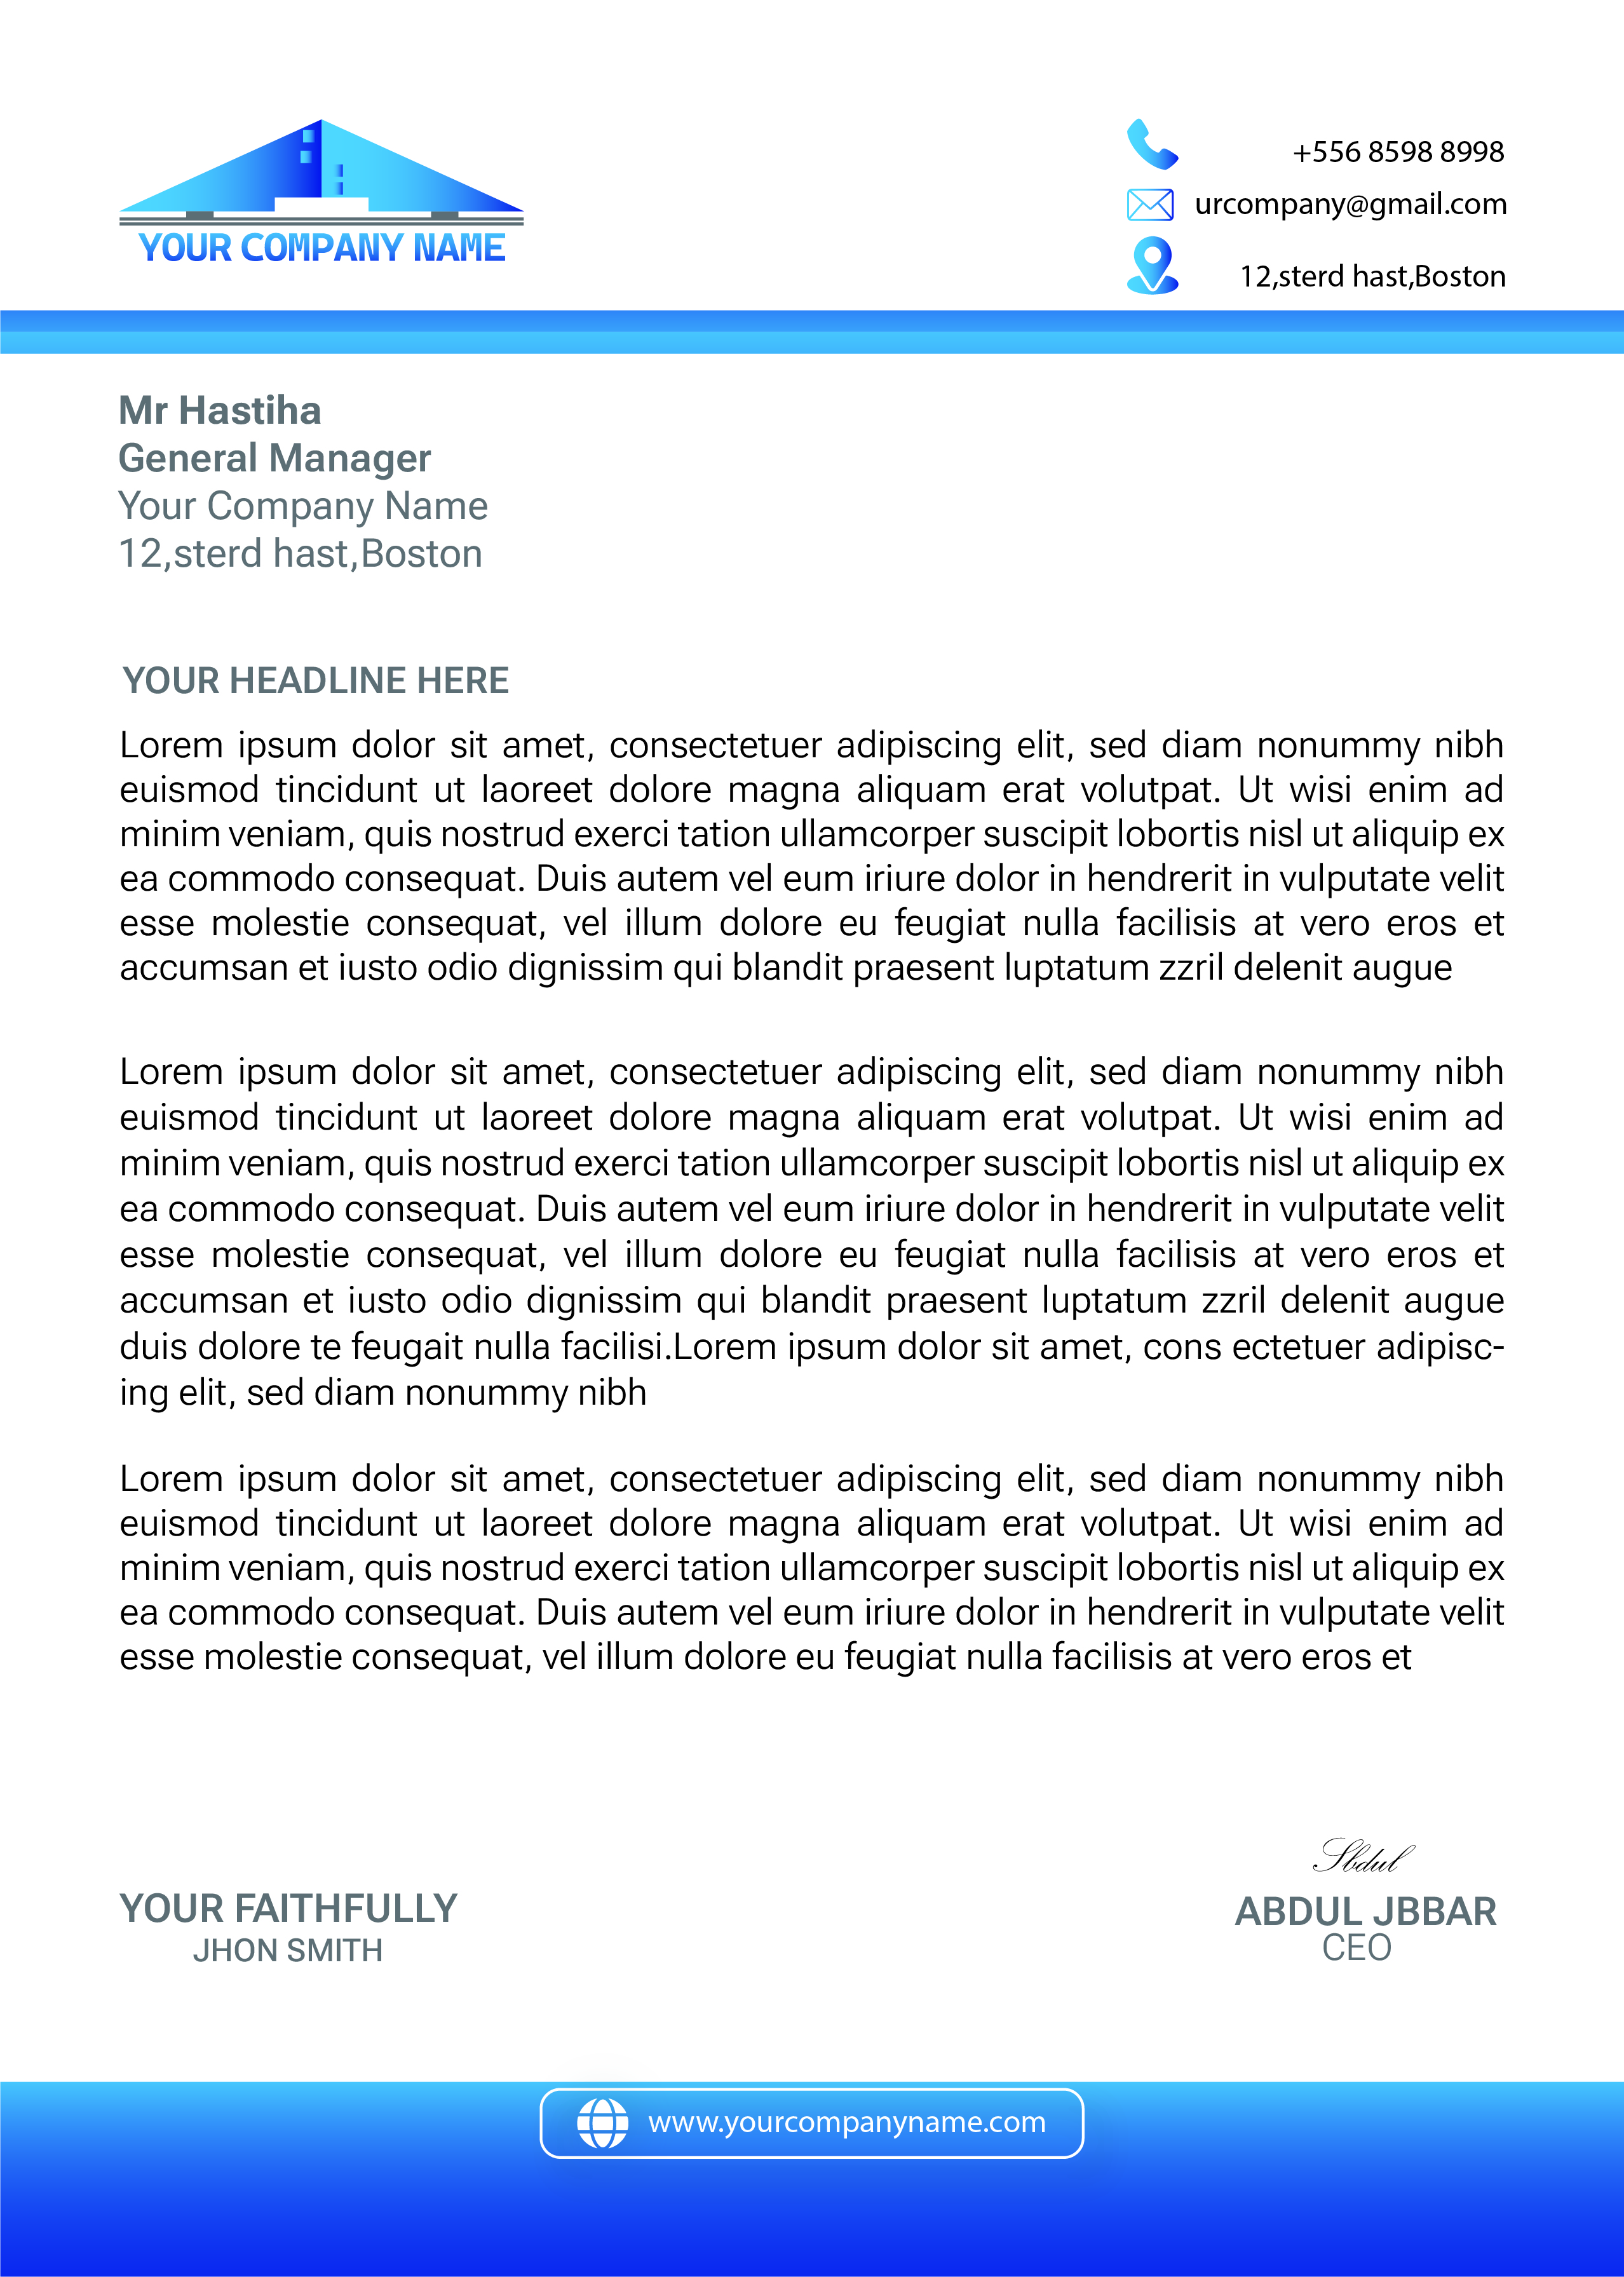 YOUR COMPANY NAME
+556 8598 8998
urcompany@gmail.com
12,sterd hast,Boston
Mr Hastiha
General Manager
Your Company Name
12,sterd hast,Boston
YOUR HEADLINE HERE
Lorem ipsum dolor sit amet, consectetuer adipiscing elit, sed diam nonummy nibh
euismod tincidunt ut laoreet dolore magna aliquam erat volutpat. Ut wisi enim ad
minim veniam, quis nostrud exerci tation ullamcorper suscipit lobortis nisl ut aliquip ex
ea commodo consequat. Duis autem vel eum iriure dolor in hendrerit in vulputate velit
esse molestie consequat, vel illum dolore eu feugiat nulla facilisis at vero eros et
accumsan et iusto odio dignissim qui blandit praesent luptatum zzril delenit augue
Lorem ipsum dolor sit amet, consectetuer adipiscing elit, sed diam nonummy nibh
euismod tincidunt ut laoreet dolore magna aliquam erat volutpat. Ut wisi enim ad
minim veniam, quis nostrud exerci tation ullamcorper suscipit lobortis nisl ut aliquip ex
ea commodo consequat. Duis autem vel eum iriure dolor in hendrerit in vulputate velit
esse molestie consequat, vel illum dolore eu feugiat nulla facilisis at vero eros et
accumsan et iusto odio dignissim qui blandit praesent luptatum zzril delenit augue
duis dolore te feugait nulla facilisi.Lorem ipsum dolor sit amet, cons ectetuer adipisc-
ing elit, sed diam nonummy nibh
Lorem ipsum dolor sit amet, consectetuer adipiscing elit, sed diam nonummy nibh
euismod tincidunt ut laoreet dolore magna aliquam erat volutpat. Ut wisi enim ad
minim veniam, quis nostrud exerci tation ullamcorper suscipit lobortis nisl ut aliquip ex
ea commodo consequat. Duis autem vel eum iriure dolor in hendrerit in vulputate velit
esse molestie consequat, vel illum dolore eu feugiat nulla facilisis at vero eros et
YOUR FAITHFULLY
JHON SMITH
Sbdul
ABDUL JBBAR
CEO
www.yourcompanyname.com